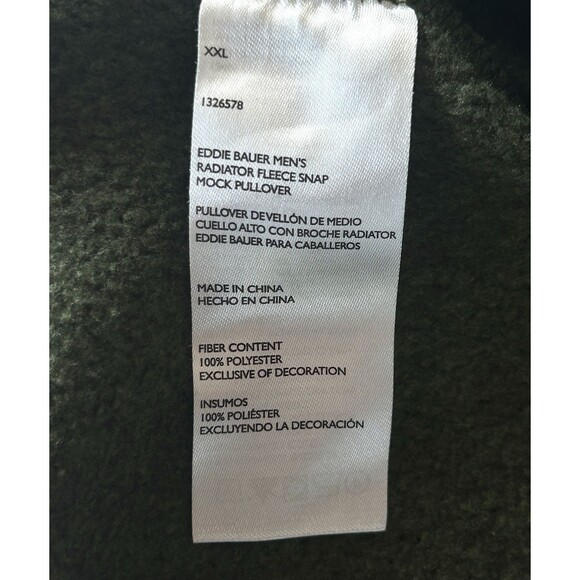 XXL
1326578
EDDIE BAUER MEN'S
RADIATOR FLEECE SNAP
MOCK PULLOVER
PULLOVER DEVELLÓN DE MEDIO
CUELLO ALTO CON BROCHE RADIATOR
EDDIE BAUER PARA CABALLEROS
MADE IN CHINA
HECHO EN CHINA
FIBER CONTENT
100% POLYESTER
EXCLUSIVE OF DECORATION
INSUMOS
100% POLIÉSTER
EXCLUYENDO LA DECORACIÓN